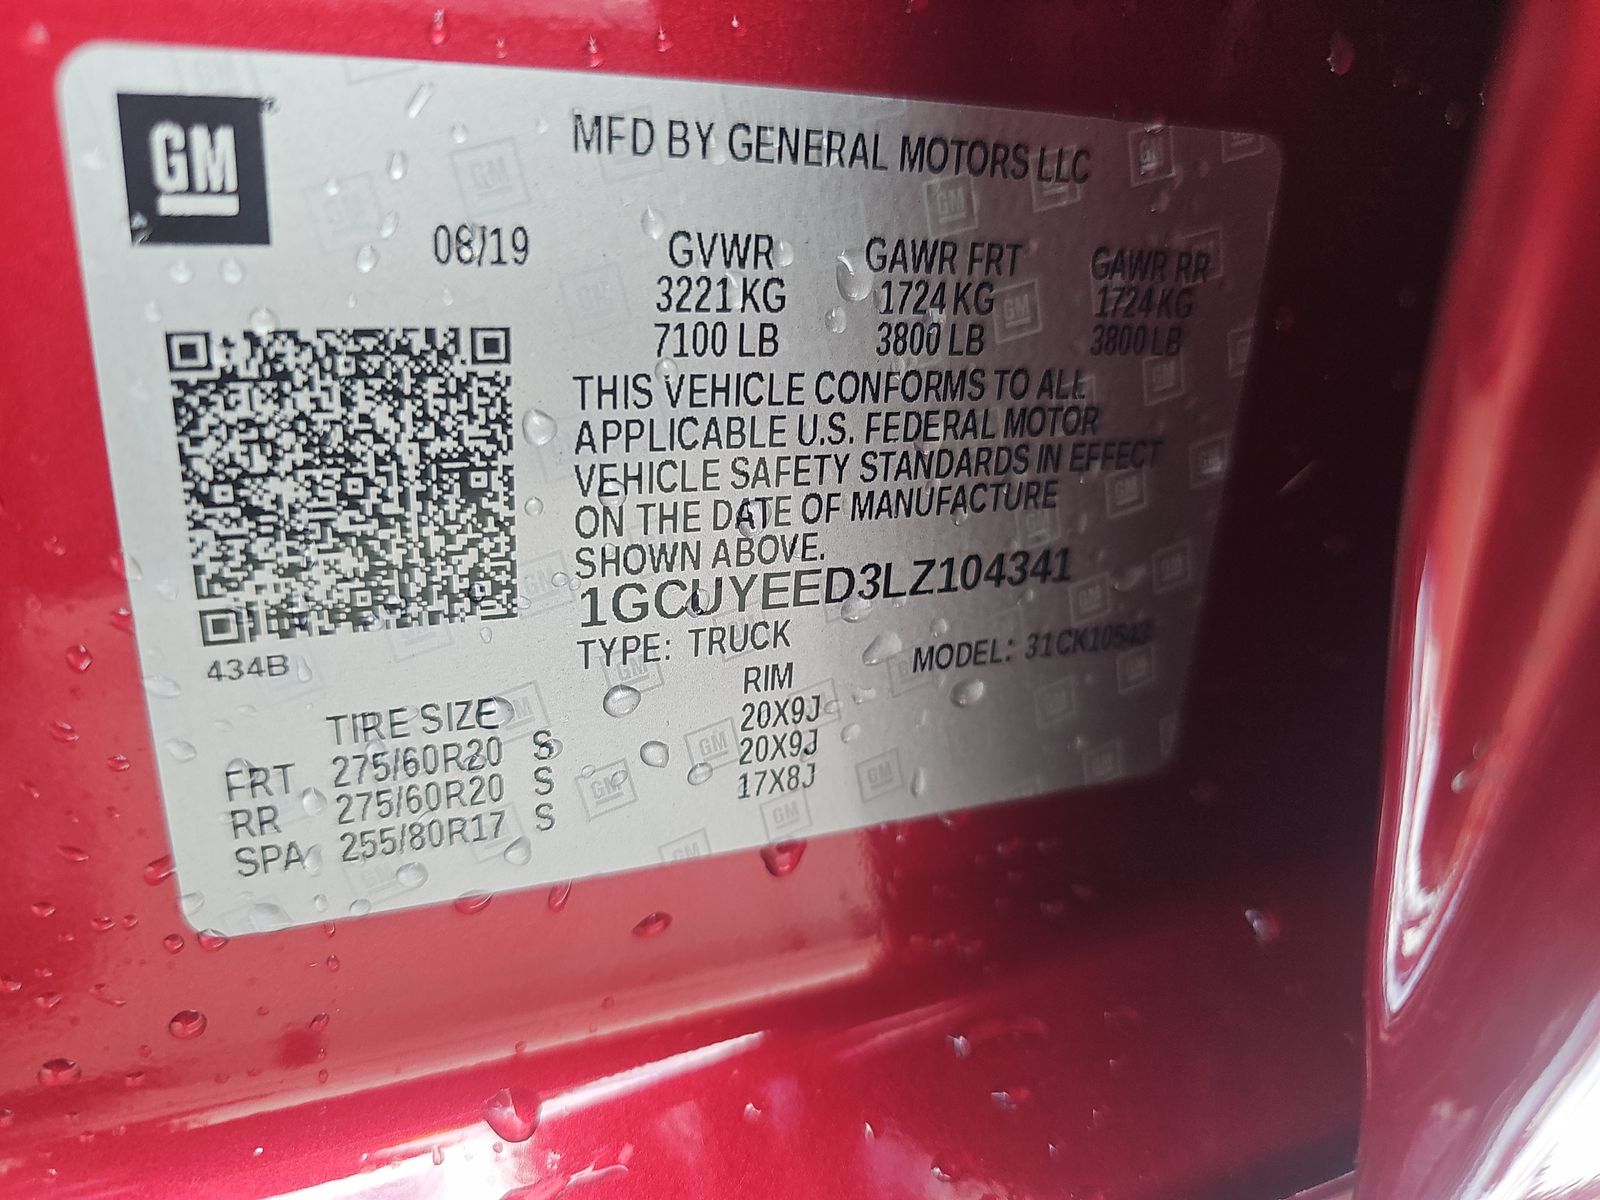 GM
MFD BY GENERAL MOTORS LLC
08/19
GVWR GAWR FRT GAWR RR
3221 KG 1724 KG 1724 KG
7100 LB 3800 LB 3800 LB
THIS VEHICLE CONFORMS TO ALL
APPLICABLE U.S. FEDERAL MOTOR
VEHICLE SAFETY STANDARDS IN EFFECT
ON THE DATE OF MANUFACTURE
SHOWN ABOVE.
1GCUYEED3LZ104341
TYPE: TRUCK MODEL: 31CK10543
434B
TIRE SIZE RIM
FRT 275/60R20 S 20X9J
RR 275/60R20 S 20X9J
SPA 255/80R17 S 17X8J